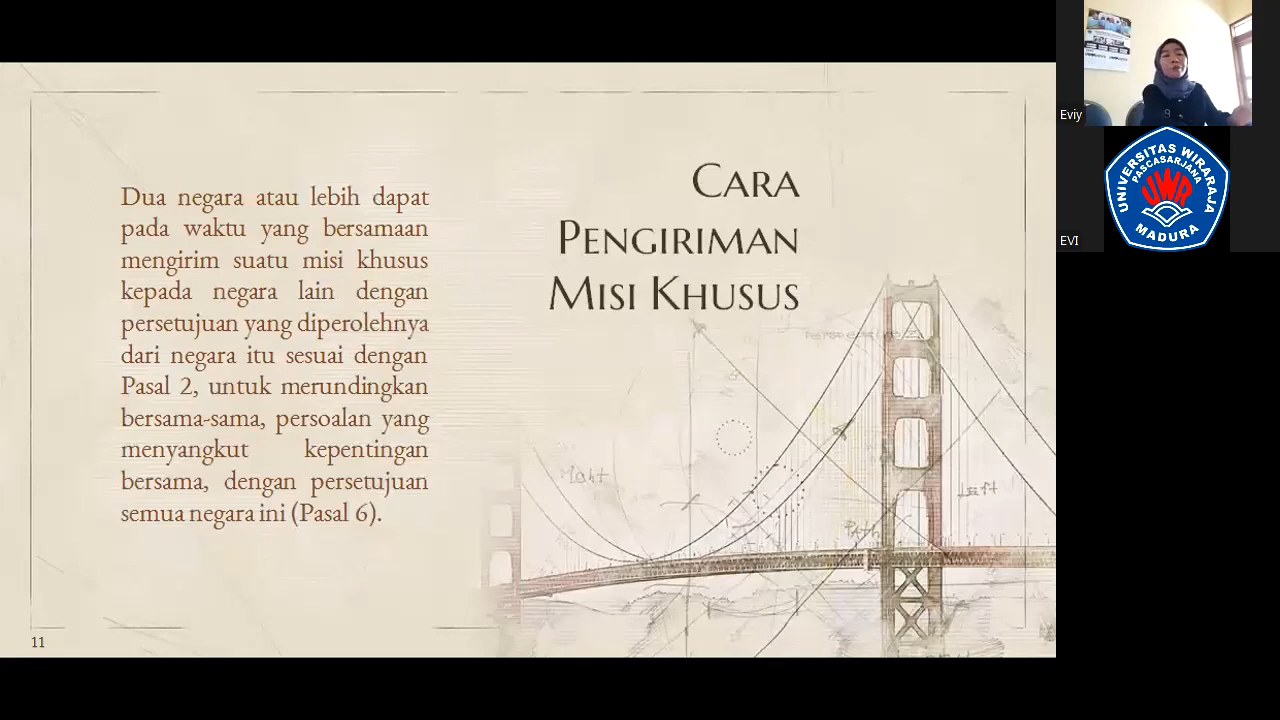 Dua negara atau lebih dapat
pada waktu yang bersamaan
mengirim suatu misi khusus
kepada negara lain dengan
persetujuan yang diperolehnya
dari negara itu sesuai dengan
Pasal 2, untuk merundingkan
bersama-sama, persoalan yang
menyangkut kepentingan
bersama, dengan persetujuan
semua negara ini (Pasal 6).
CARA
PENGIRIMAN
MISI KHUSUS
Left
11
Eviy
UNIVERSITAS WIRARAJA
PASCASARJANA
UWR
MADURA
EVI